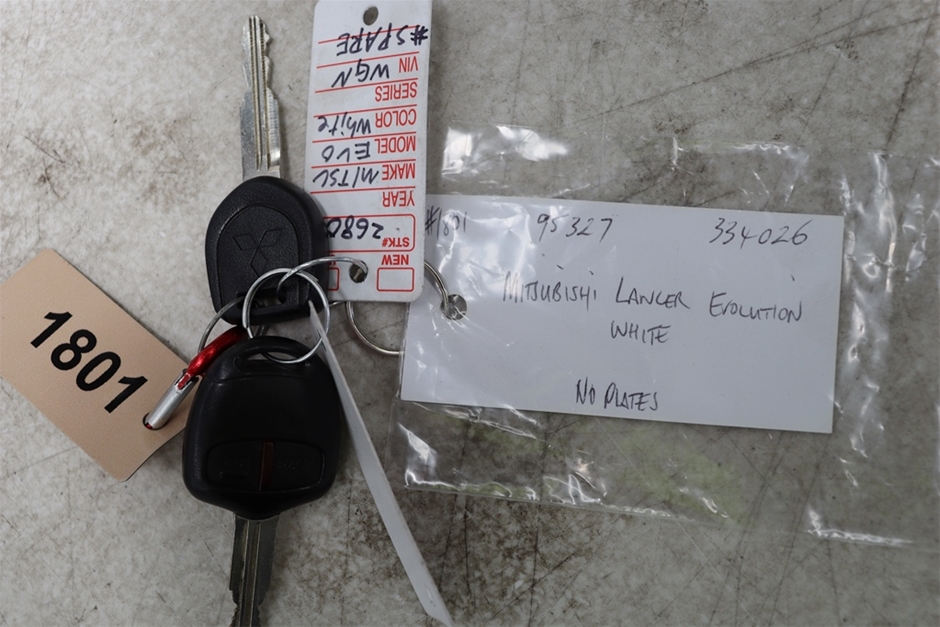 1801
NEW
STK# 2680
YEAR
MAKE MITSU
MODEL EVO
COLOR White
SERIES
VIN WGN
#SPARE
#1801 95327 334026
MITSUBISHI LANCER EVOLUTION
WHITE
NO PLATES